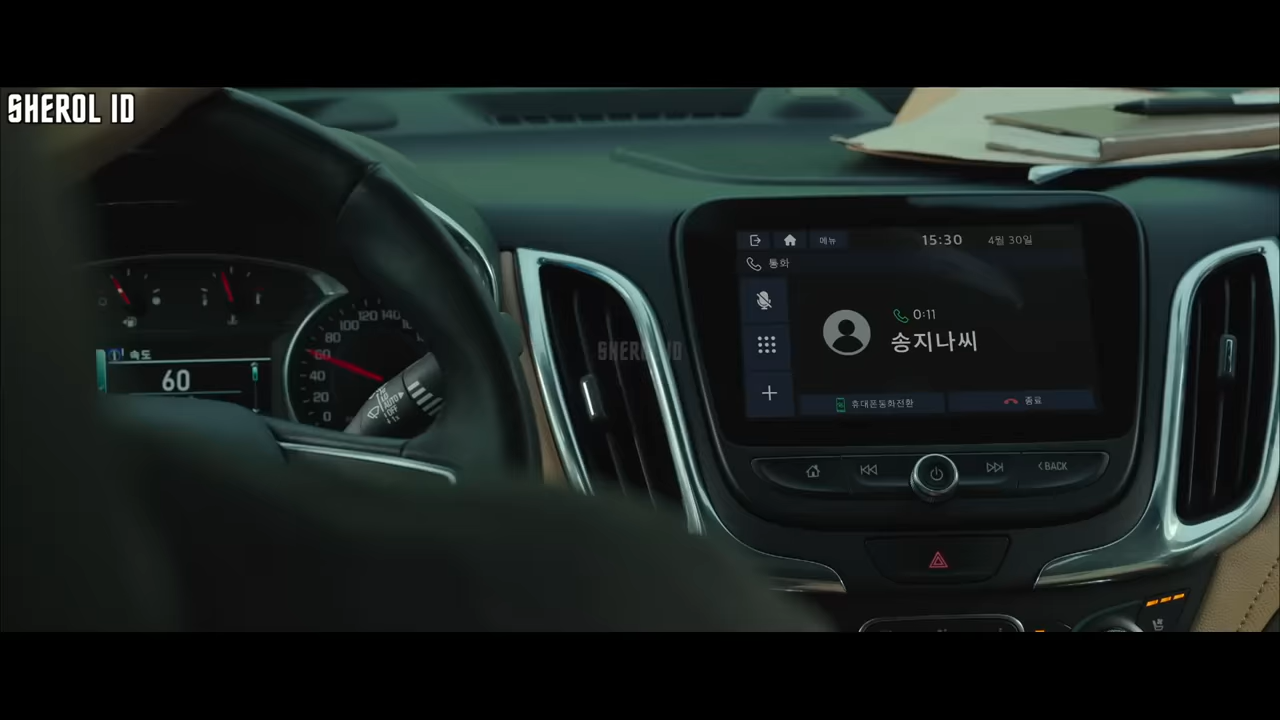 SHEROL ID
메뉴
15:30
4월 30일
통화
0:11
송지나씨
휴대폰통화전환
종료
SHEROL ID
120
140
100
80
60
40
20
0
속도
60
AUTO
OFF
<BACK